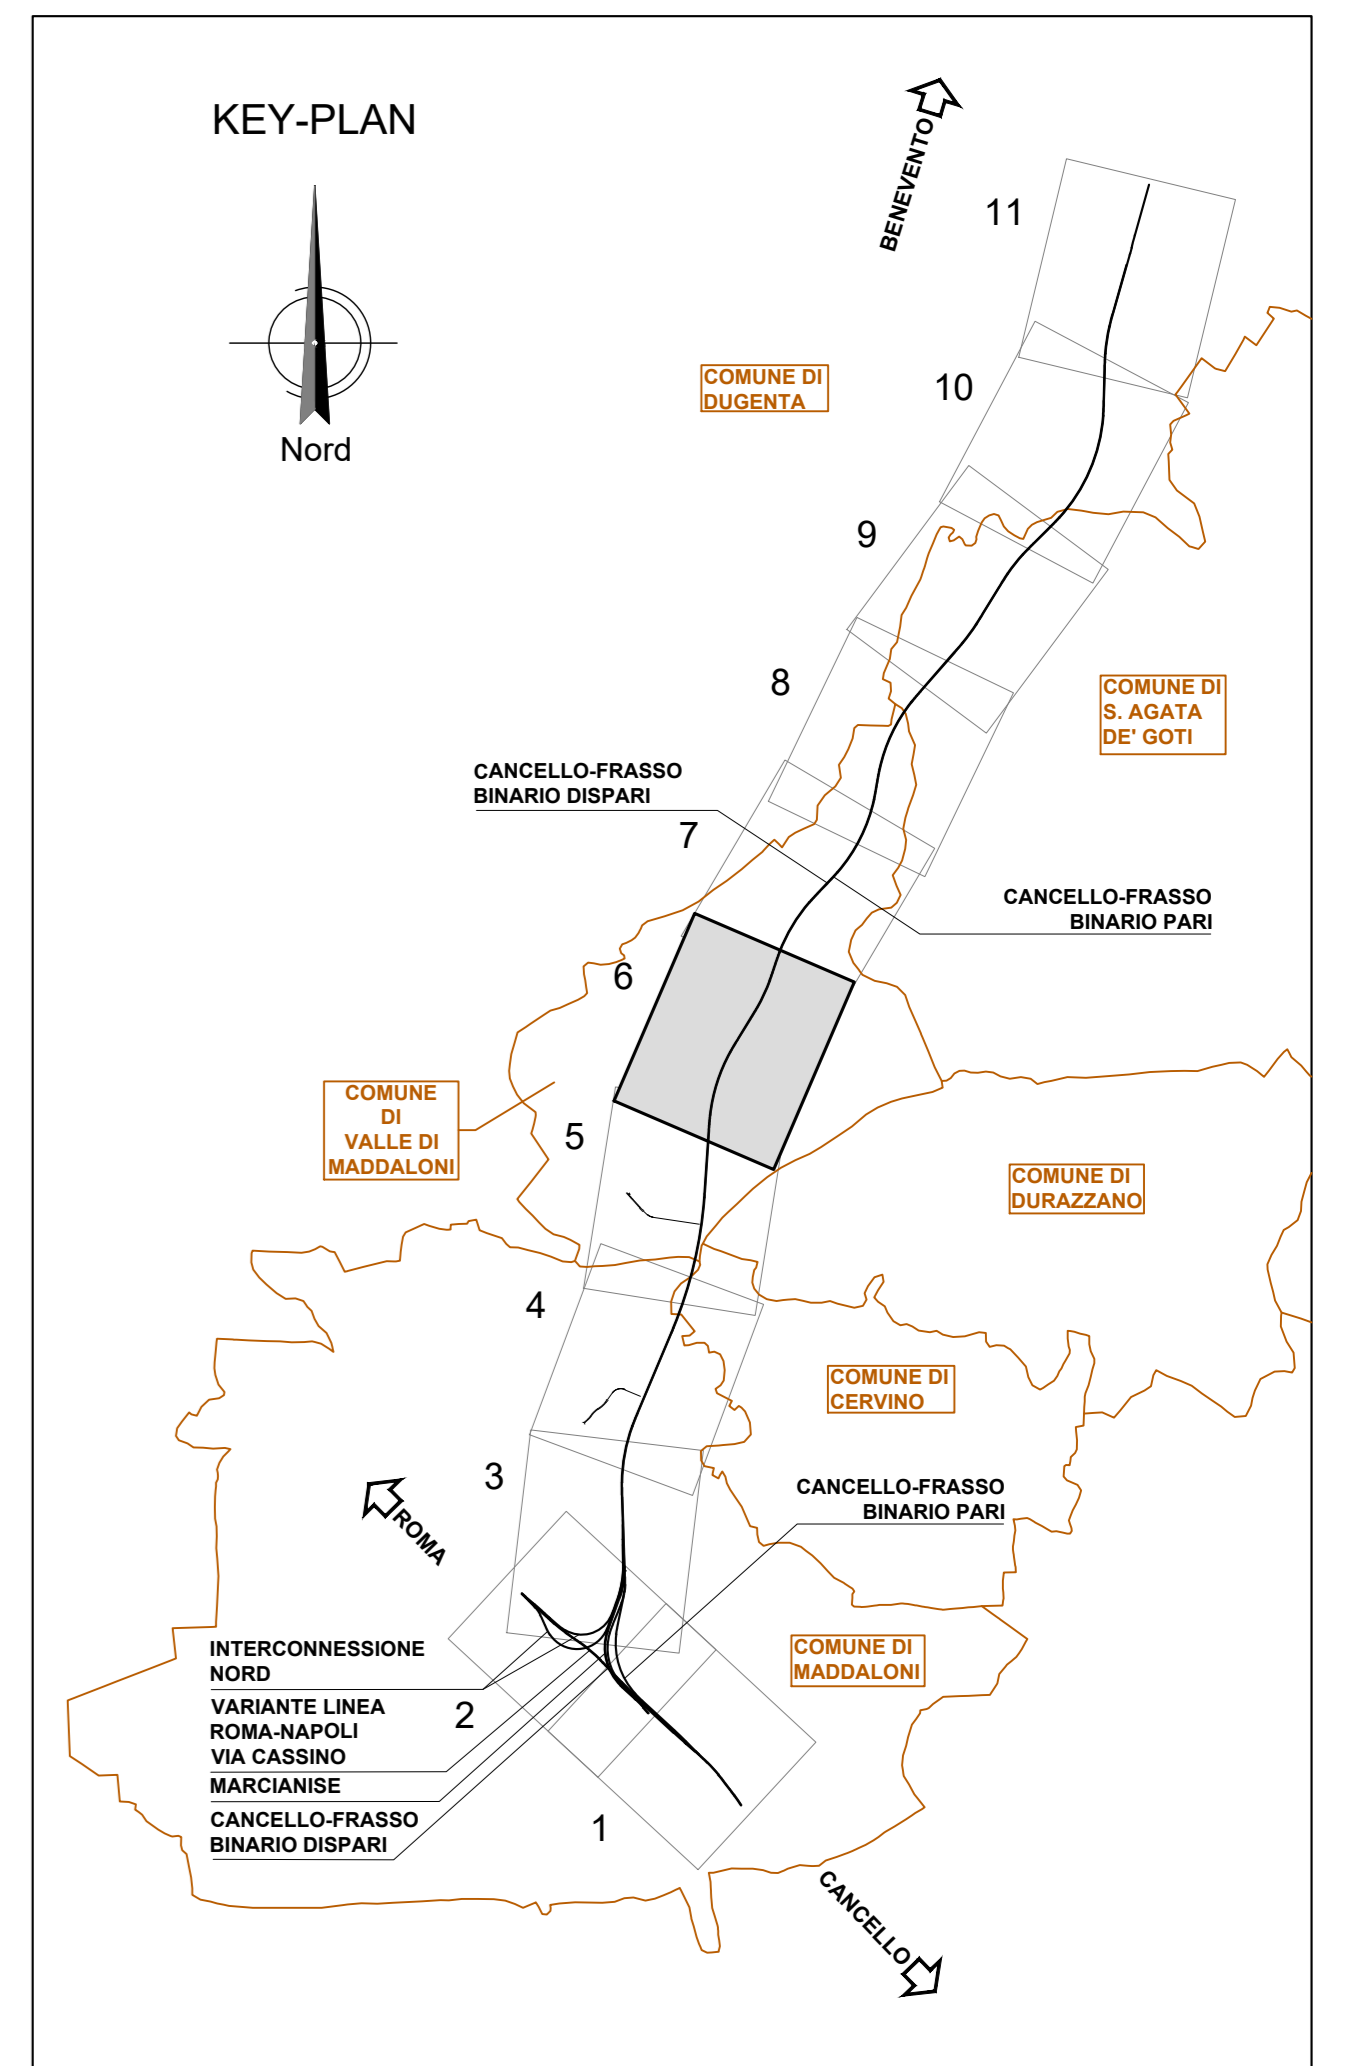 KEY-PLAN
Nord
BENEVENTO
11
10
COMUNE DI
DUGENTA
9
8
COMUNE DI
S. AGATA
DE' GOTI
CANCELLO-FRASSO
BINARIO DISPARI
7
CANCELLO-FRASSO
BINARIO PARI
6
COMUNE
DI
VALLE DI
MADDALONI
5
COMUNE DI
DURAZZANO
4
COMUNE DI
CERVINO
3
CANCELLO-FRASSO
BINARIO PARI
ROMA
INTERCONNESSIONE
NORD
COMUNE DI
MADDALONI
VARIANTE LINEA
ROMA-NAPOLI
VIA CASSINO
2
MARCIANISE
CANCELLO-FRASSO
BINARIO DISPARI
1
CANCELLO